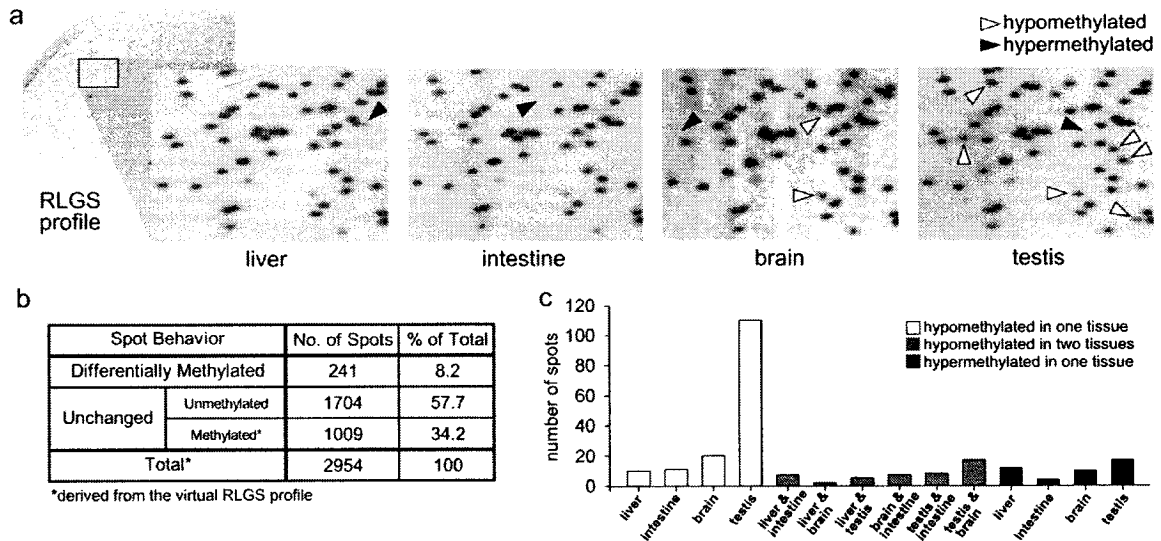 a
hypomethylated
hypermethylated
RLGS
profile
liver
intestine
brain
testis
b
Spot Behavior No. of Spots % of Total
Differentially Methylated 241 8.2
Unchanged
Unmethylated 1704 57.7
Methylated* 1009 34.2
Total* 2954 100
*derived from the virtual RLGS profile
c
number of spots
120
100
80
60
40
20
0
hypomethylated in one tissue
hypomethylated in two tissues
hypermethylated in one tissue
liver
intestine
brain
testis
liver &
intestine
liver &
brain
liver &
testis
brain &
intestine
testis &
intestine
testis &
brain
liver
intestine
brain
testis